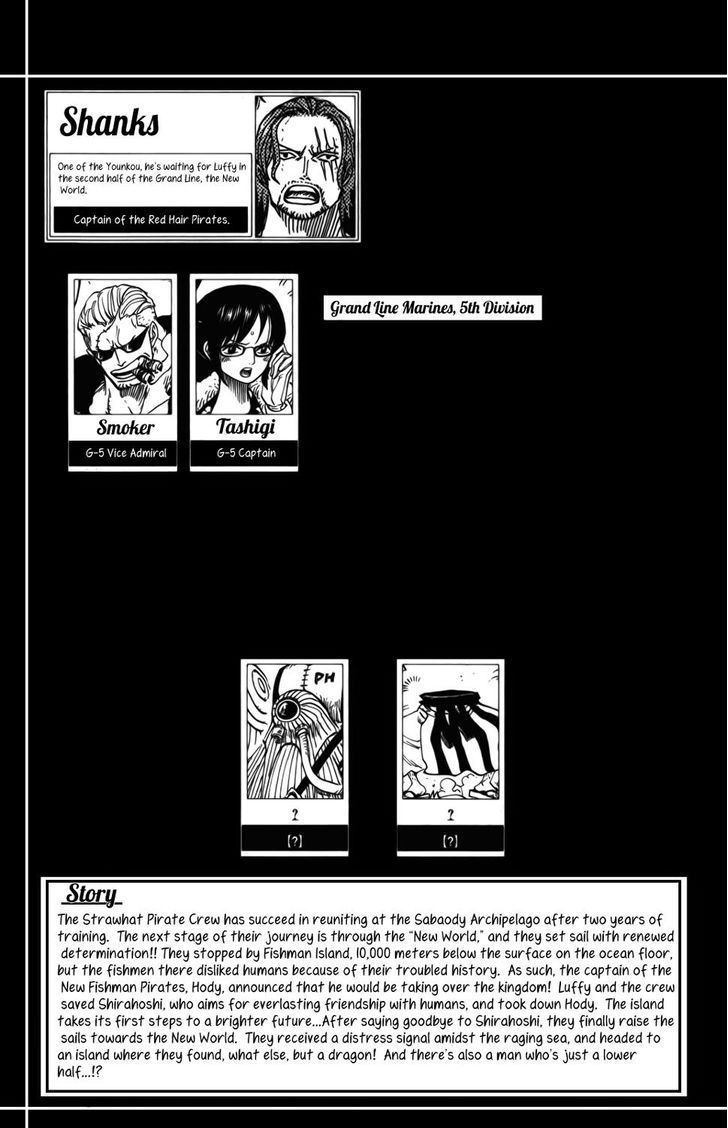 Shanks
One of the Younkou, he's waiting for Luffy in
the second half of the Grand Line, the New
World.
Captain of the Red Hair Pirates.
Grand Line Marines, 5th Division
Smoker
G-5 Vice Admiral
Tashigi
G-5 Captain
PH
?
[?]
?
[?]
Story
The Strawhat Pirate Crew has succeed in reuniting at the Sabaody Archipelago after two years of
training. The next stage of their journey is through the "New World," and they set sail with renewed
determination!! They stopped by Fishman Island, 10,000 meters below the surface on the ocean floor,
but the fishmen there disliked humans because of their troubled history. As such, the captain of the
New Fishman Pirates, Hody, announced that he would be taking over the kingdom! Luffy and the crew
saved Shirahoshi, who aims for everlasting friendship with humans, and took down Hody. The island
takes its first steps to a brighter future...After saying goodbye to Shirahoshi, they finally raise the
sails towards the New World. They received a distress signal amidst the raging sea, and headed to
an island where they found, what else, but a dragon! And there's also a man who's just a lower
half...!?